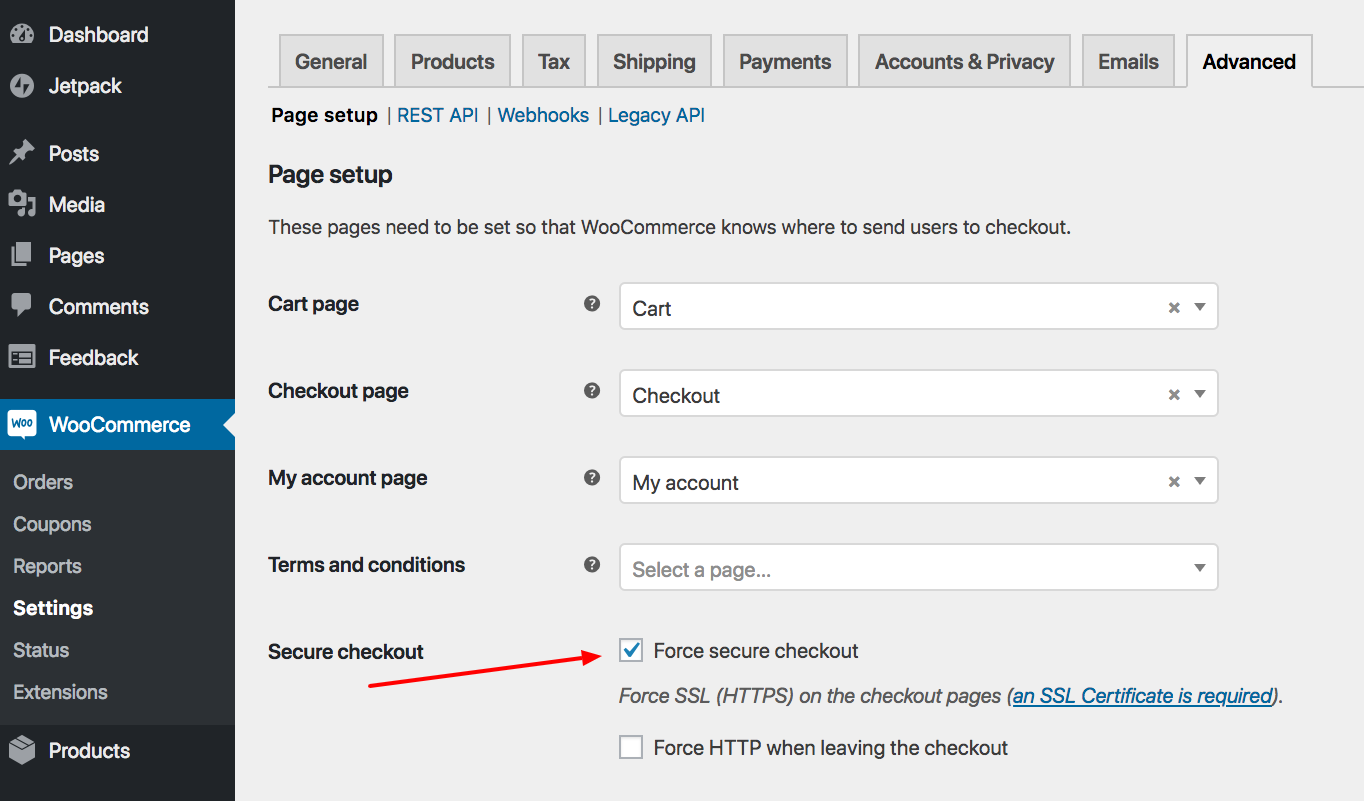 Dashboard
Jetpack
Posts
Media
Pages
Comments
Feedback
Woo WooCommerce
Orders
Coupons
Reports
Settings
Status
Extensions
Products
General Products Tax Shipping Payments Accounts & Privacy Emails Advanced
Page setup | REST API | Webhooks | Legacy API
Page setup
These pages need to be set so that WooCommerce knows where to send users to checkout.
Cart page ? Cart × ▼
Checkout page ? Checkout × ▼
My account page ? My account × ▼
Terms and conditions ? Select a page... ▼
Secure checkout Force secure checkout
Force SSL (HTTPS) on the checkout pages (an SSL Certificate is required).
Force HTTP when leaving the checkout